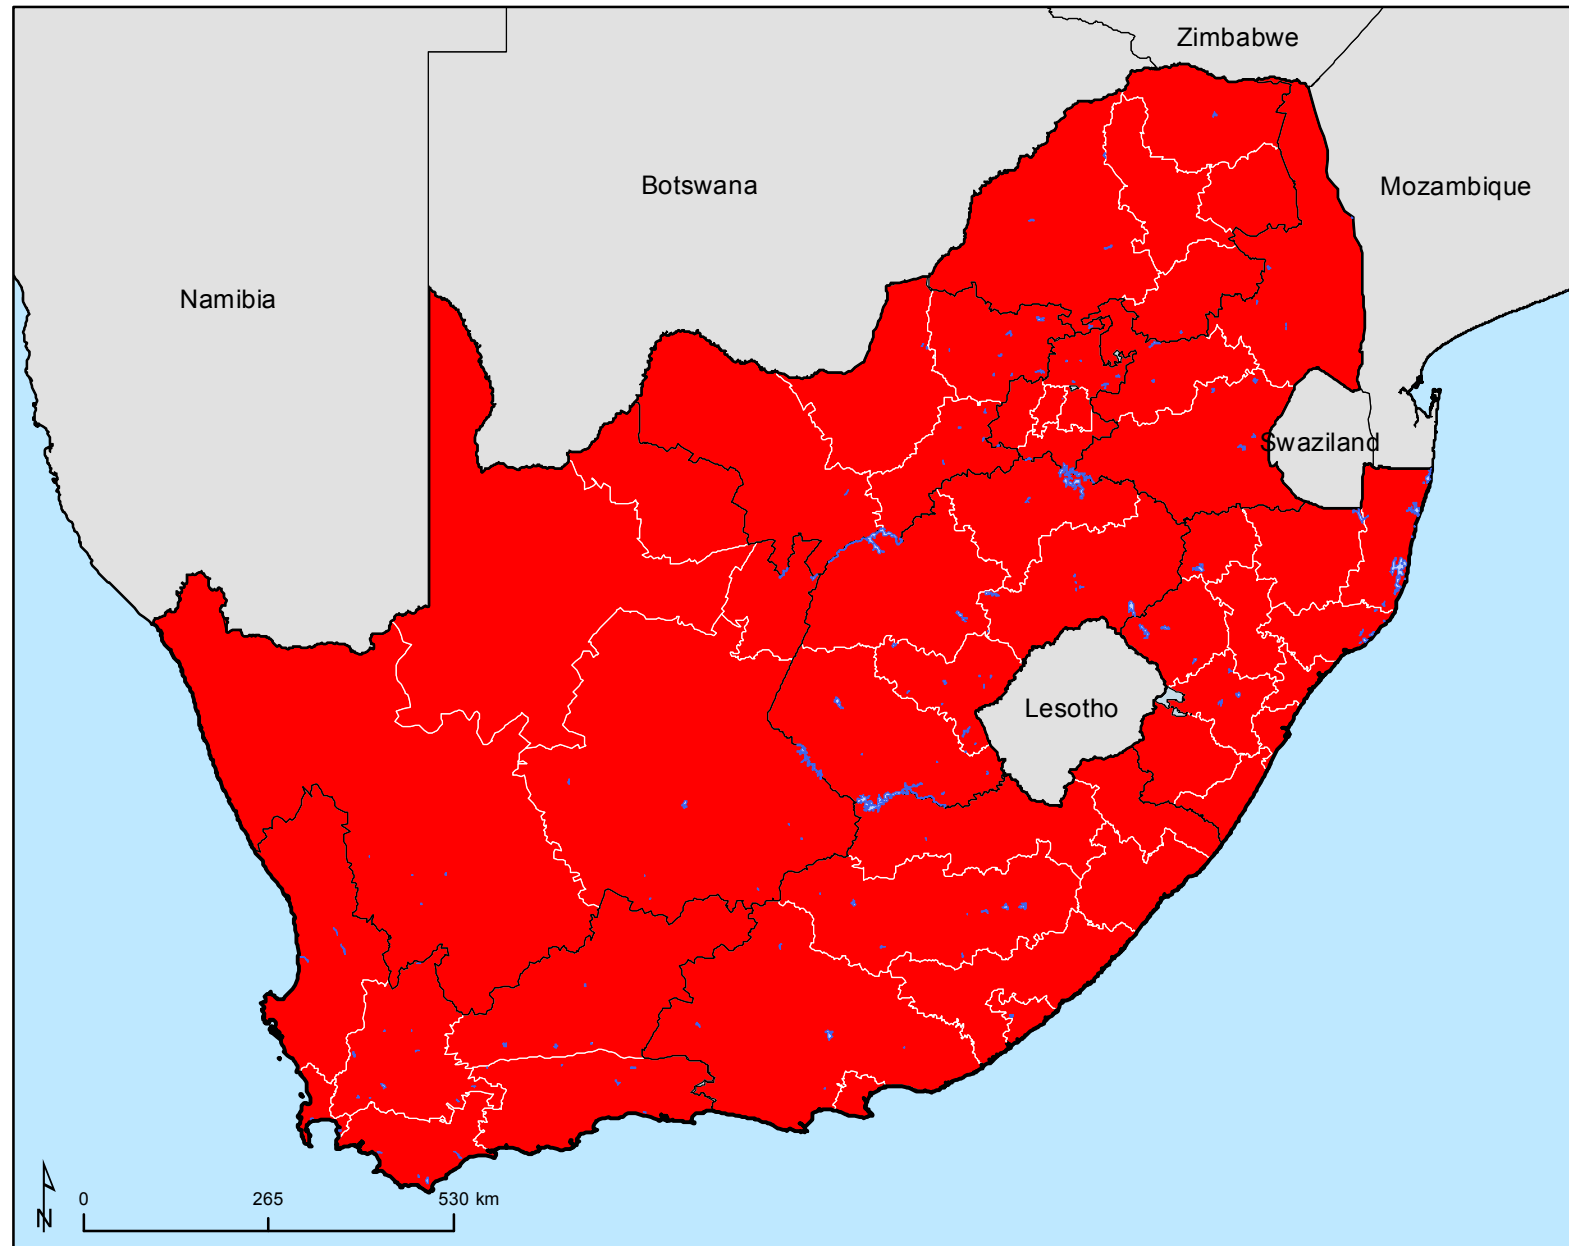 Zimbabwe
Botswana
Mozambique
Namibia
Swaziland
Lesotho
0 265 530 km
N